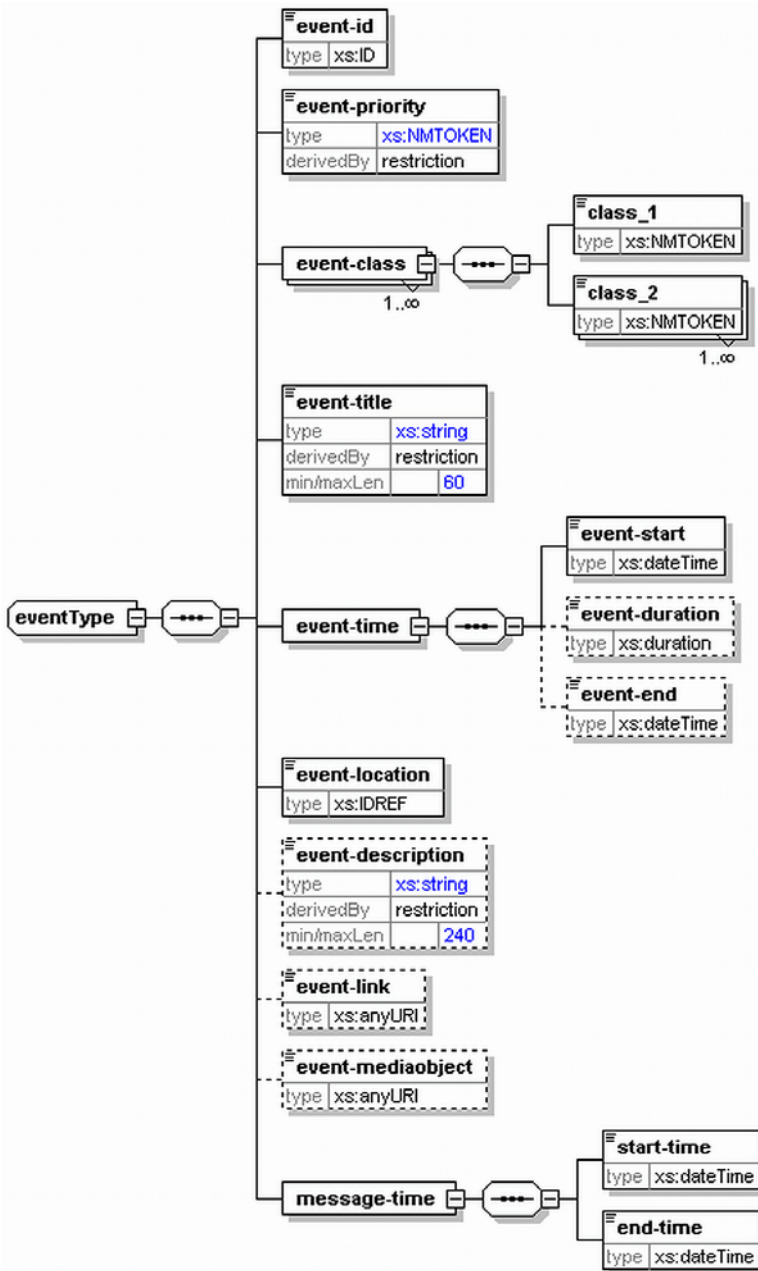 event-id
type xs:ID
event-priority
type xs:NMTOKEN
derivedBy restriction
event-class
1..∞
class_1
type xs:NMTOKEN
class_2
type xs:NMTOKEN
1..∞
event-title
type xs:string
derivedBy restriction
min/maxLen 60
eventType
event-time
event-start
type xs:dateTime
event-duration
type xs:duration
event-end
type xs:dateTime
event-location
type xs:IDREF
event-description
type xs:string
derivedBy restriction
min/maxLen 240
event-link
type xs:anyURI
event-mediaobject
type xs:anyURI
message-time
start-time
type xs:dateTime
end-time
type xs:dateTime